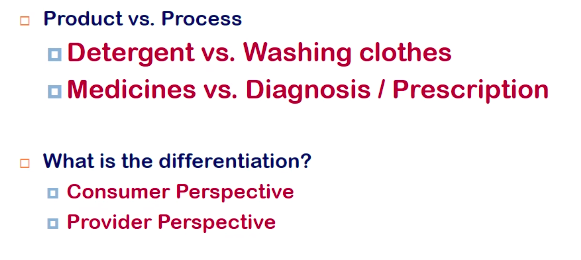 Product vs. Process
Detergent vs. Washing clothes
Medicines vs. Diagnosis / Prescription
What is the differentiation?
Consumer Perspective
Provider Perspective